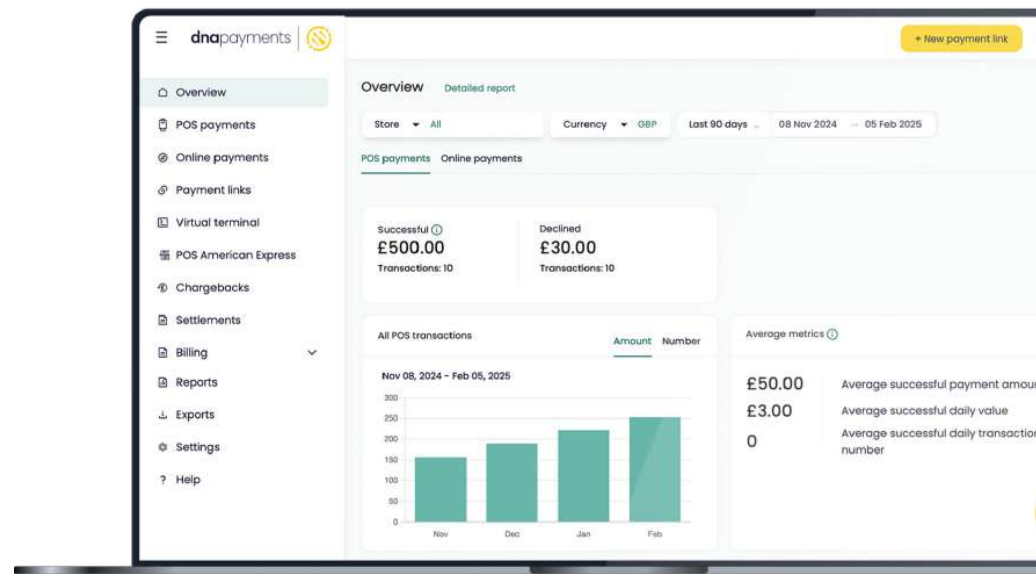 dnapayments
+ New payment link
Overview
POS payments
Online payments
Payment links
Virtual terminal
POS American Express
Chargebacks
Settlements
Billing
Reports
Exports
Settings
? Help
Overview Detailed report
Store All Currency GBP Last 90 days 08 Nov 2024 → 05 Feb 2025
POS payments Online payments
Successful Declined
£500.00 £30.00
Transactions: 10 Transactions: 10
All POS transactions
Amount Number
Nov 08, 2024 - Feb 05, 2025
300
250
200
150
100
50
0
Nov Dec Jan Feb
Average metrics
£50.00 Average successful payment amou
£3.00 Average successful daily value
0 Average successful daily transaction
number